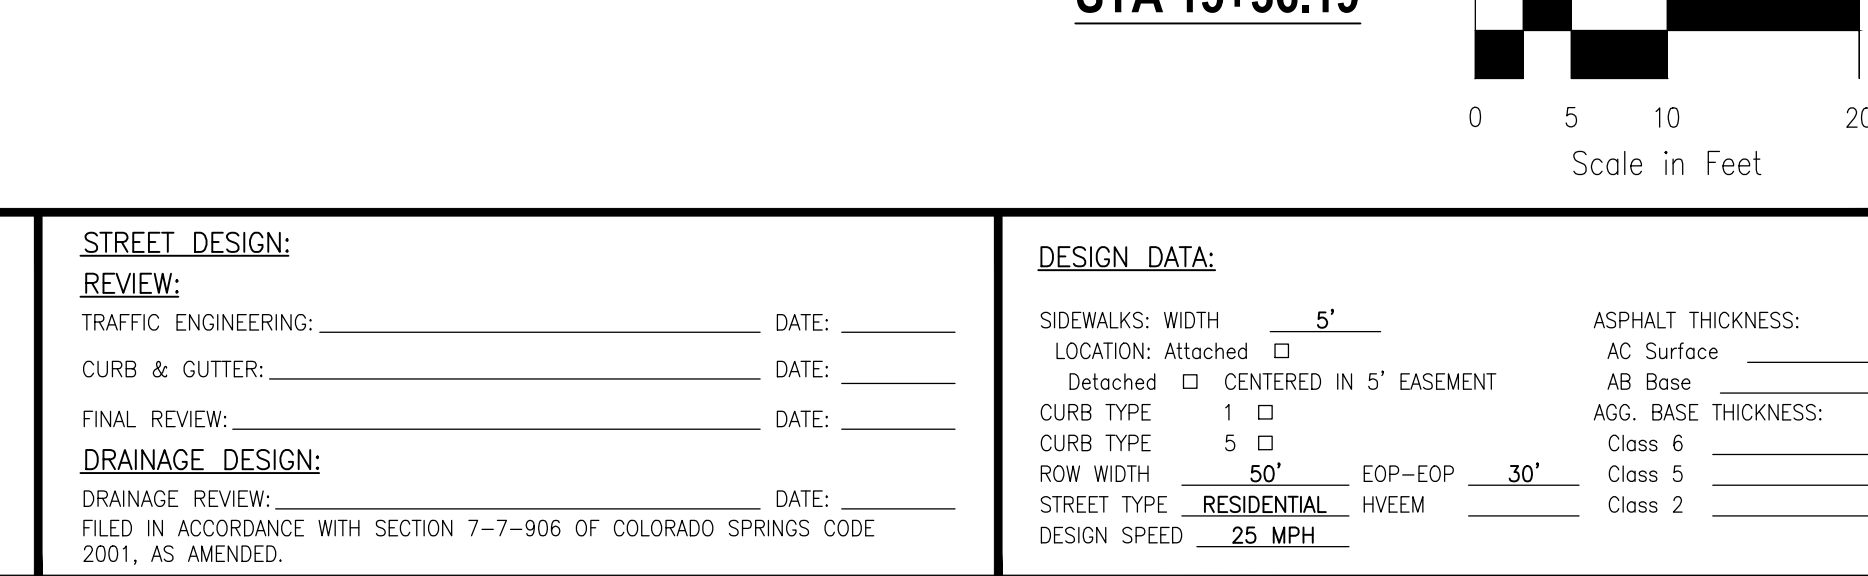 0 5 10
Scale in Feet
STREET DESIGN:
REVIEW:
TRAFFIC ENGINEERING: DATE:
CURB & GUTTER: DATE:
FINAL REVIEW: DATE:
DRAINAGE DESIGN:
DRAINAGE REVIEW: DATE:
FILED IN ACCORDANCE WITH SECTION 7-7-906 OF COLORADO SPRINGS CODE
2001, AS AMENDED.
DESIGN DATA:
SIDEWALKS: WIDTH 5'
LOCATION: Attached □
Detached □ CENTERED IN 5' EASEMENT
CURB TYPE 1 □
CURB TYPE 5 □
ROW WIDTH 50' EOP-EOP 30'
STREET TYPE RESIDENTIAL HVEEM
DESIGN SPEED 25 MPH
ASPHALT THICKNESS:
AC Surface
AB Base
AGG. BASE THICKNESS:
Class 6
Class 5
Class 2